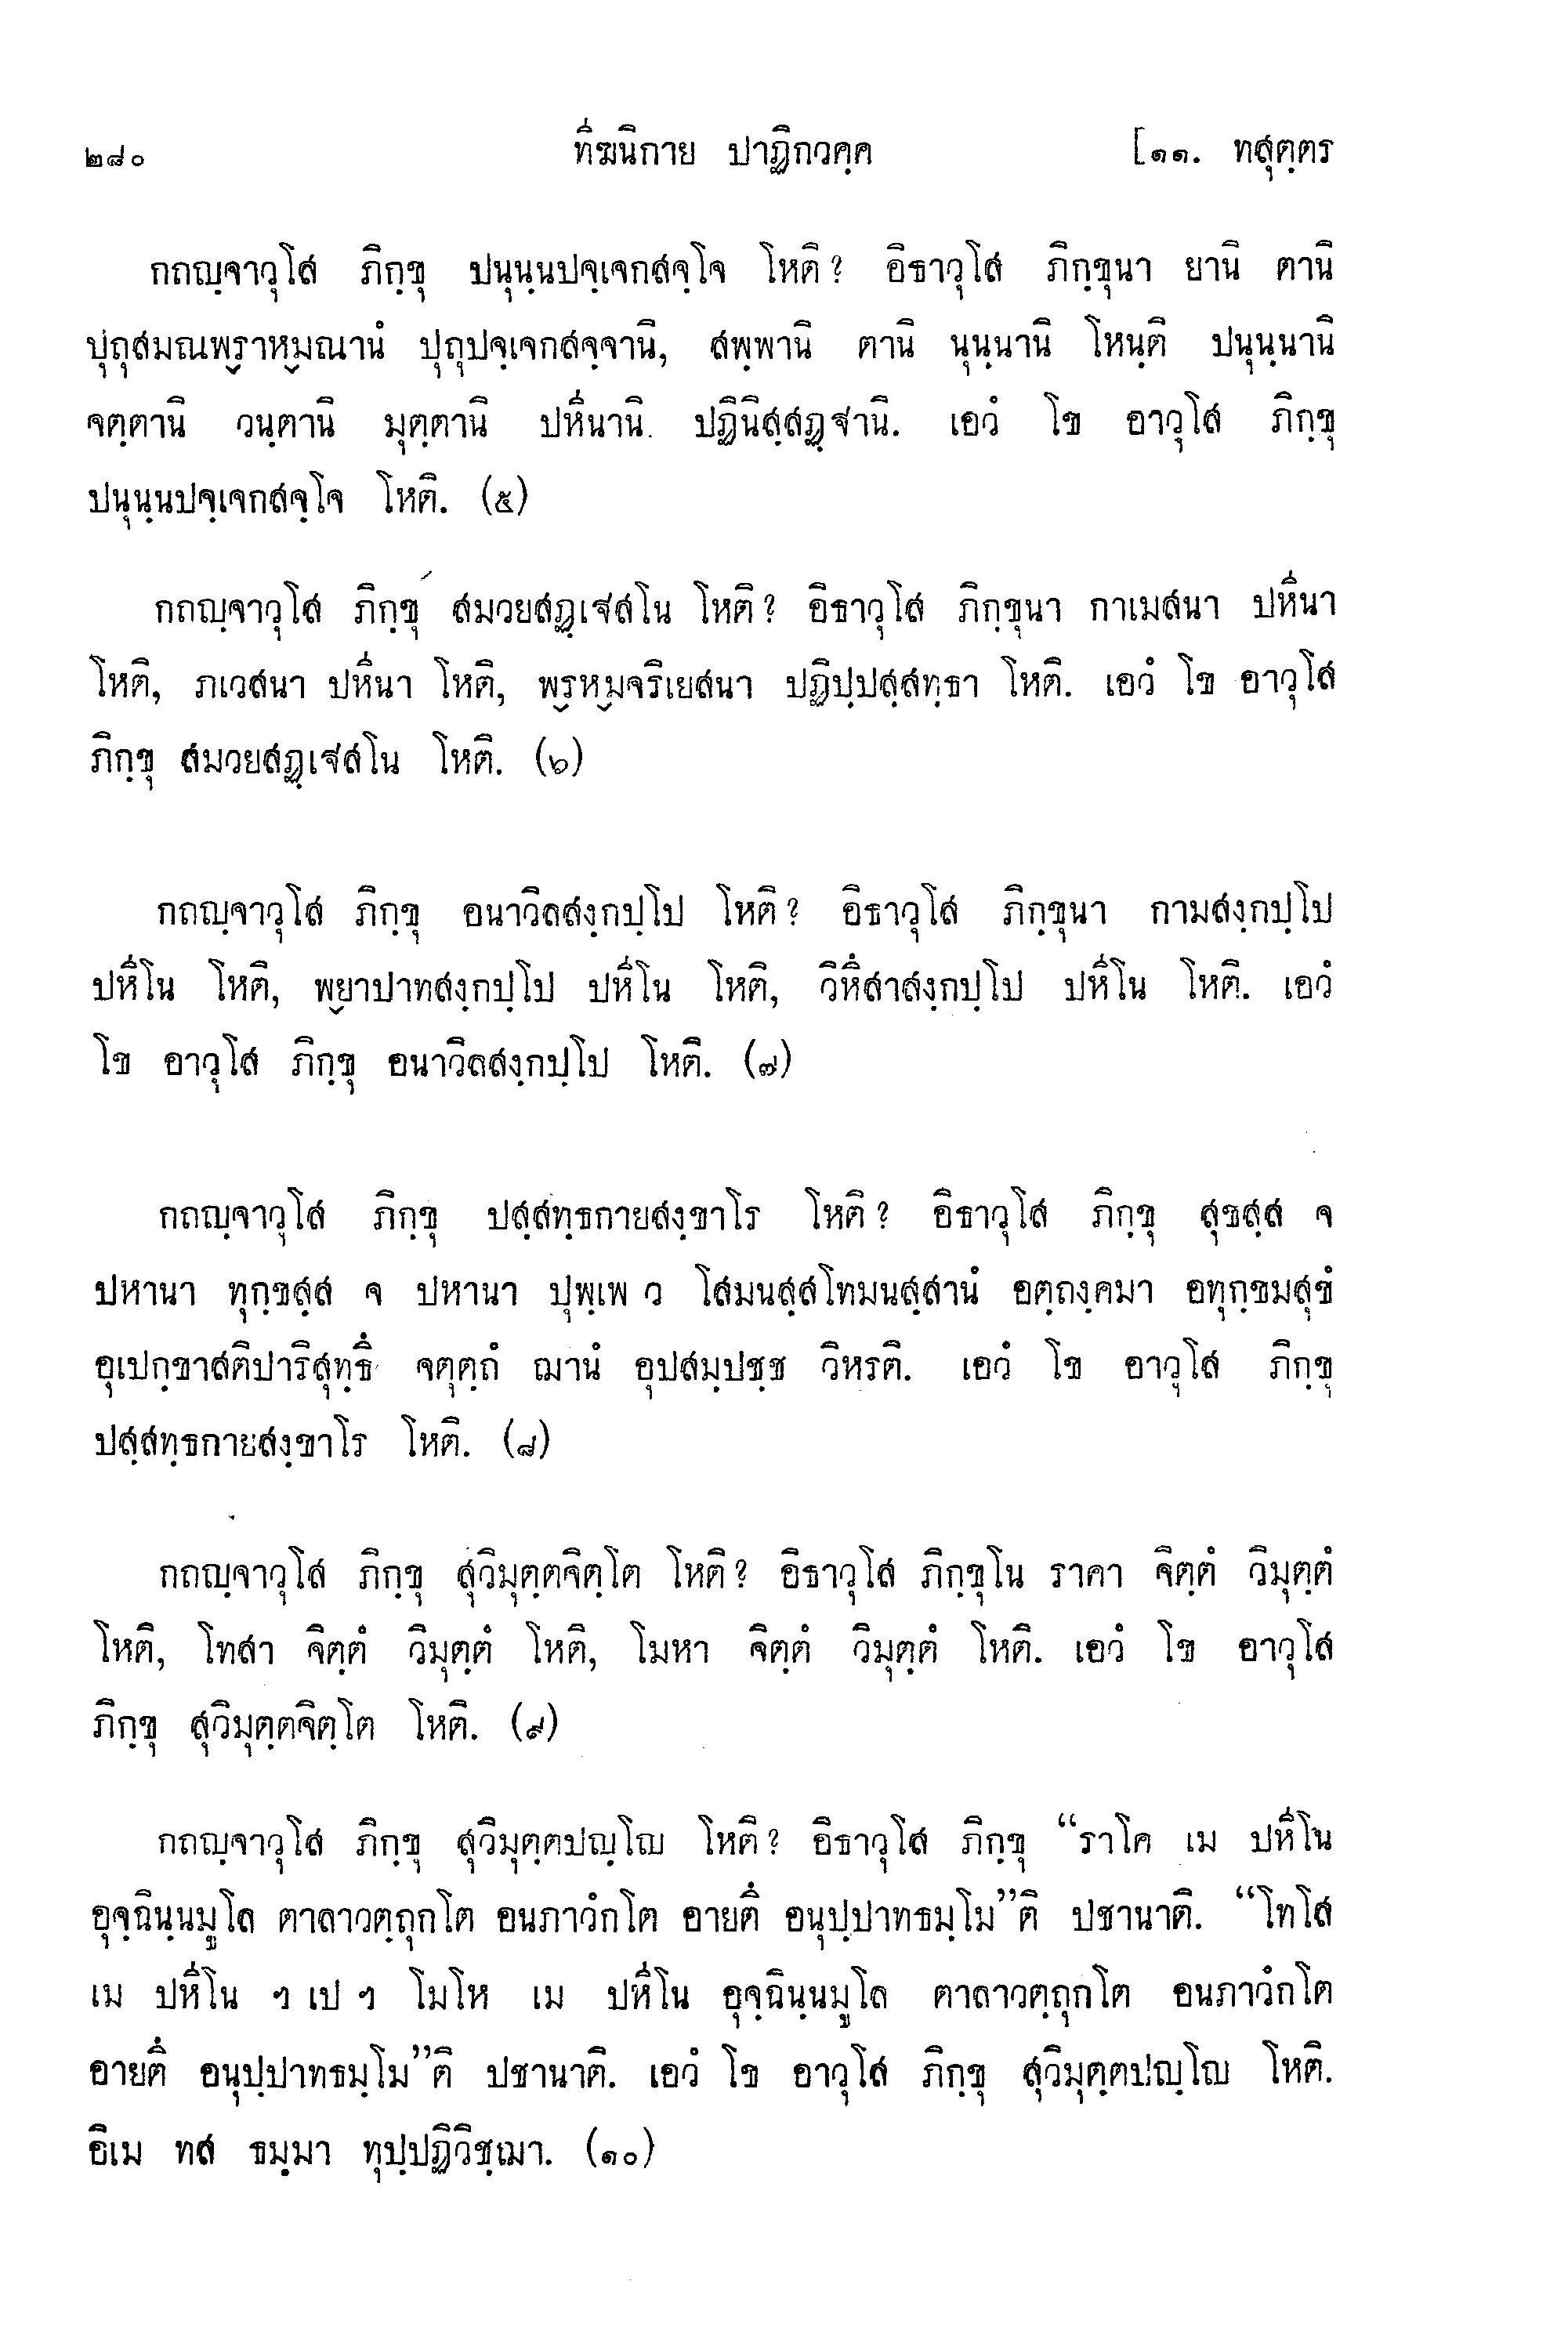 ๒๘๐ ทีฆนิกาย ปาฏิกวคฺค [๑๑. ทสุตฺตร
กถญฺจาวุโส ภิกฺขุ ปนุนฺนปจฺเจกสจฺโจ โหติ? อิธาวุโส ภิกฺขุนา ยานิ ตานิ
ปุถุสมณพฺราหฺมณานํ ปุถุปจฺเจกสจฺจานิ, สพฺพานิ ตานิ นุนฺนานิ โหนฺติ ปนุนฺนานิ
จตฺตานิ วนฺตานิ มุตฺตานิ ปหีนานิ ปฏินิสฺสฏฺฐานิ. เอวํ โข อาวุโส ภิกฺขุ
ปนุนฺนปจฺเจกสจฺโจ โหติ. (๕)
กถญฺจาวุโส ภิกฺขุ สมวยสฏฺเฐสโน โหติ? อิธาวุโส ภิกฺขุนา กาเมสนา ปหีนา
โหติ, ภเวสนา ปหีนา โหติ, พฺรหฺมจริเยสนา ปฏิปฺปสฺสทฺธา โหติ. เอวํ โข อาวุโส
ภิกฺขุ สมวยสฏฺเฐสโน โหติ. (๖)
กถญฺจาวุโส ภิกฺขุ อนาวิลสงฺกปฺโป โหติ? อิธาวุโส ภิกฺขุนา กามสงฺกปฺโป
ปหีโน โหติ, พฺยาปาทสงฺกปฺโป ปหีโน โหติ, วิหึสาสงฺกปฺโป ปหีโน โหติ. เอวํ
โข อาวุโส ภิกฺขุ อนาวิลสงฺกปฺโป โหติ. (๗)
กถญฺจาวุโส ภิกฺขุ ปสฺสทฺธกายสงฺขาโร โหติ? อิธาวุโส ภิกฺขุ สุขสฺส จ
ปหานา ทุกฺขสฺส จ ปหานา ปุพฺเพ ว โสมนสฺสโทมนสฺสานํ อตฺถงฺคมา อทุกฺขมสุขํ
อุเปกฺขาสติปาริสุทฺธึ จตุตฺถํ ฌานํ อุปสมฺปชฺช วิหรติ. เอวํ โข อาวุโส ภิกฺขุ
ปสฺสทฺธกายสงฺขาโร โหติ. (๘)
กถญฺจาวุโส ภิกฺขุ สุวิมุตฺตจิตฺโต โหติ? อิธาวุโส ภิกฺขุโน ราคา จิตฺตํ วิมุตฺตํ
โหติ, โทสา จิตฺตํ วิมุตฺตํ โหติ, โมหา จิตฺตํ วิมุตฺตํ โหติ. เอวํ โข อาวุโส
ภิกฺขุ สุวิมุตฺตจิตฺโต โหติ. (๙)
กถญฺจาวุโส ภิกฺขุ สุวิมุตฺตปญฺโญ โหติ? อิธาวุโส ภิกฺขุ “ราโค เม ปหีโน
อุจฺฉินฺนมูโล ตาลาวตฺถุกโต อนภาวํกโต อายตึ อนุปฺปาทธมฺโม”ติ ปชานาติ. “โทโส
เม ปหีโน ฯ เป ฯ โมโห เม ปหีโน อุจฺฉินฺนมูโล ตาลาวตฺถุกโต อนภาวํกโต
อายตึ อนุปฺปาทธมฺโม”ติ ปชานาติ. เอวํ โข อาวุโส ภิกฺขุ สุวิมุตฺตปญฺโญ โหติ.
อิเม ทส ธมฺมา ทุปฺปฏิวิชฺฌา. (๑๐)